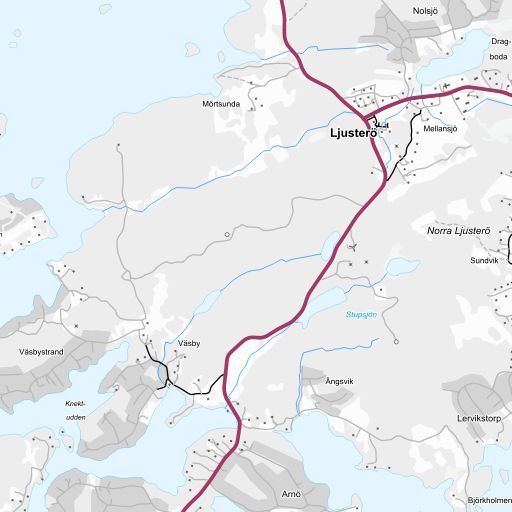 Nolsjö
Drag-
boda
Mörtsunda
Ljusterö
Mellansjö
Norra Ljusterö
Sundvik
Stupsjön
Väsby
Väsbystrand
Ängsvik
Knekt-
udden
Lervikstorp
Arnö
Björkholmen